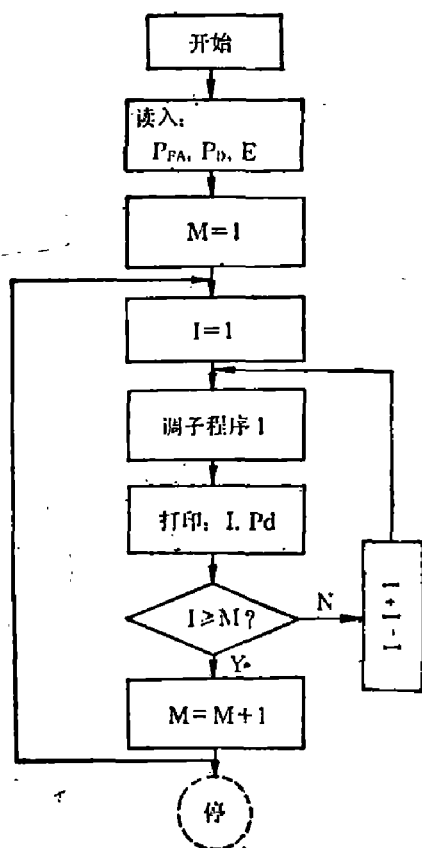 开始
读入：
P_FA, P_D, E
M=1
I=1
调子程序 1
打印：I. Pd
I≥M?
N
I-I+1
Y
M=M+1
停